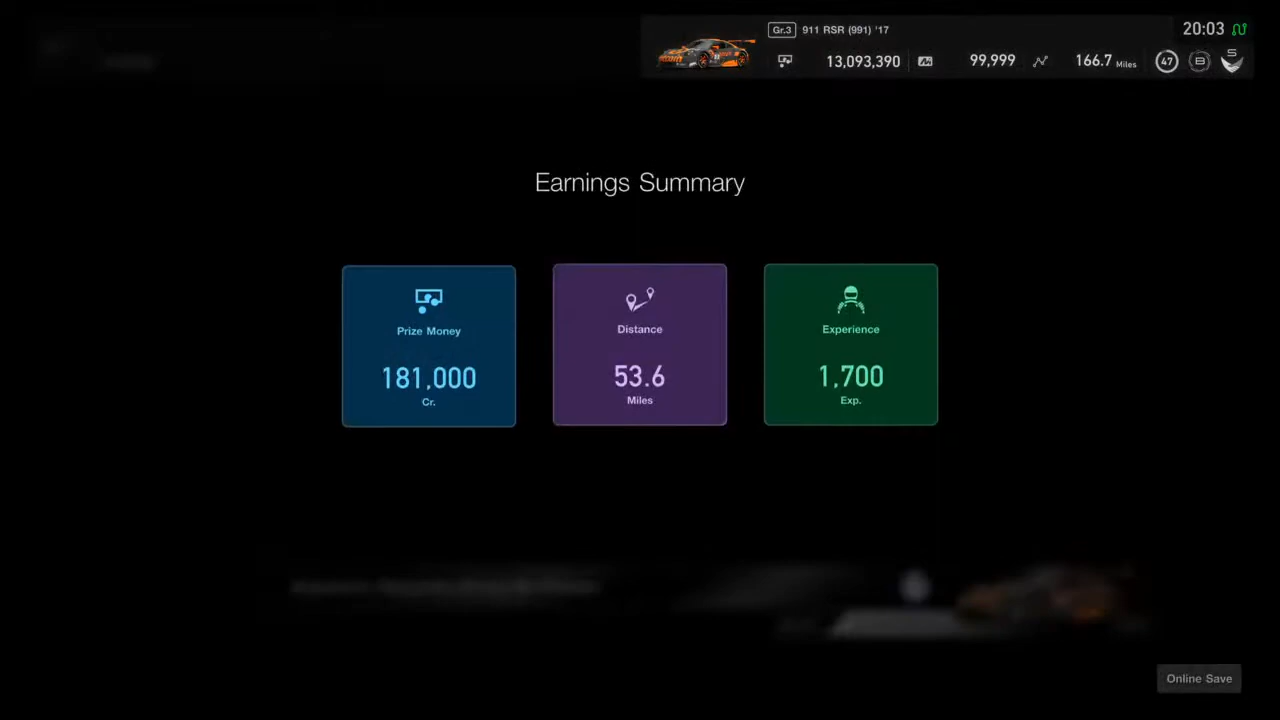 Gr.3 911 RSR (991) '17
20:03
13,093,390 99,999 166.7 Miles 47 B S
Earnings Summary
Prize Money
181,000
Cr.
Distance
53.6
Miles
Experience
1,700
Exp.
Online Save